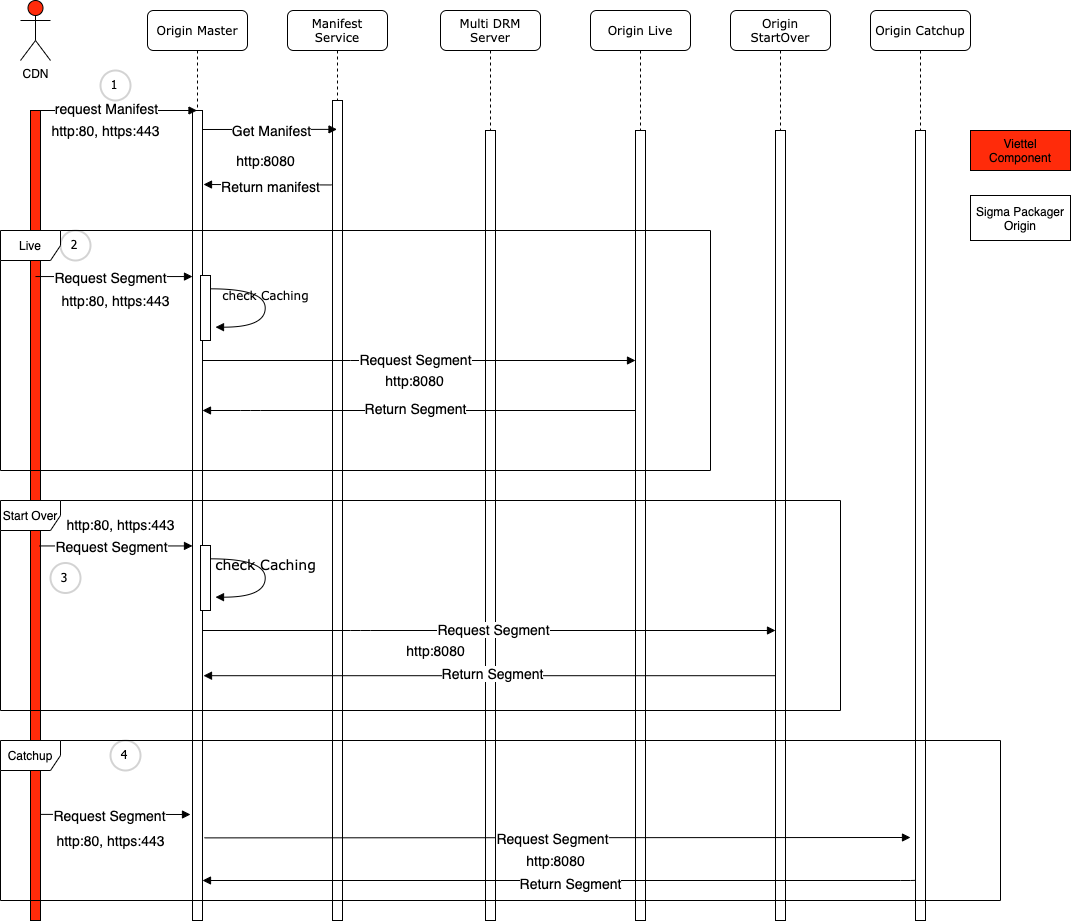 CDN
Origin Master
Manifest
Service
Multi DRM
Server
Origin Live
Origin
StartOver
Origin Catchup
1
request Manifest
http:80, https:443
Get Manifest
http:8080
Return manifest
Viettel
Component
Sigma Packager
Origin
Live
2
Request Segment
http:80, https:443
check Caching
Request Segment
http:8080
Return Segment
Start Over
http:80, https:443
Request Segment
3
check Caching
Request Segment
http:8080
Return Segment
Catchup
4
Request Segment
http:80, https:443
Request Segment
http:8080
Return Segment